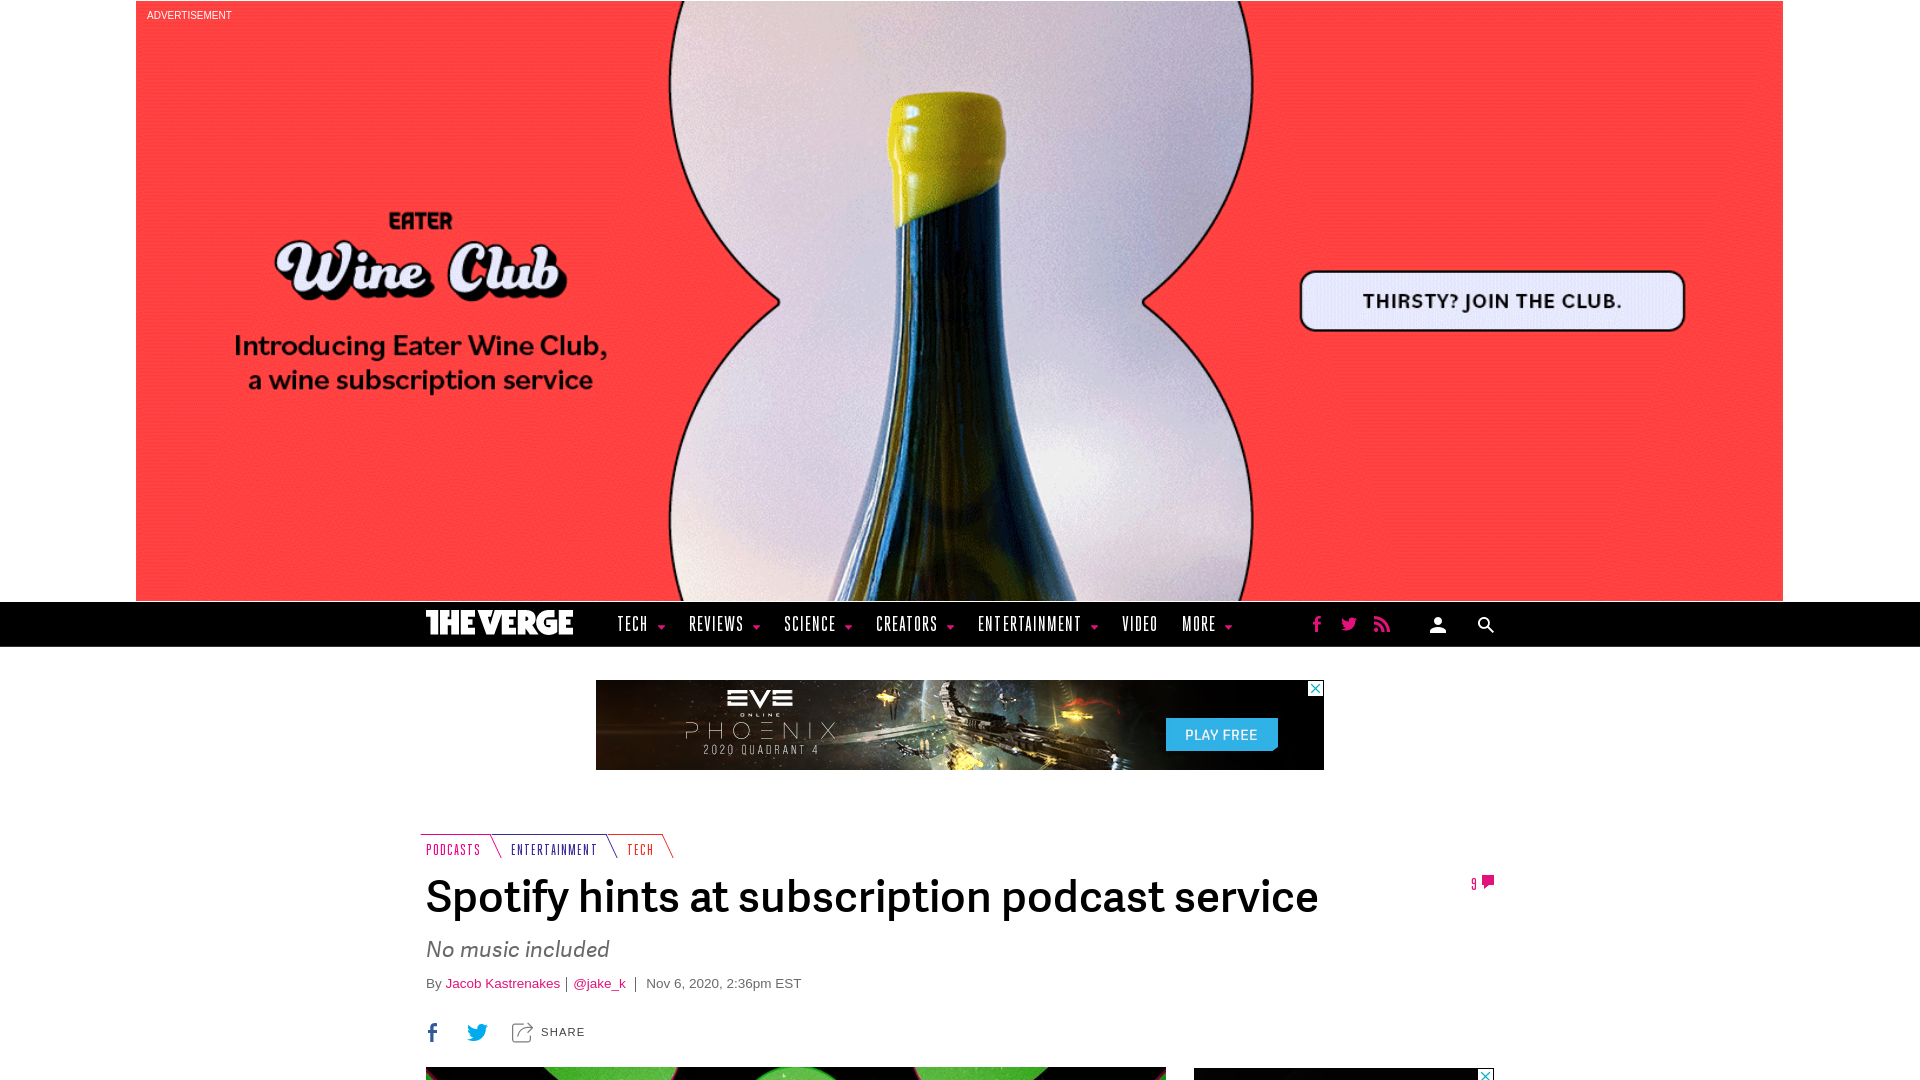 ADVERTISEMENT
EATER
Wine Club
Introducing Eater Wine Club,
a wine subscription service
THIRSTY? JOIN THE CLUB.
THE VERGE TECH REVIEWS SCIENCE CREATORS ENTERTAINMENT VIDEO MORE
EVE
ONLINE
PHOENIX
2020 QUADRANT 4
PLAY FREE
PODCASTS ENTERTAINMENT TECH
Spotify hints at subscription podcast service
9
No music included
By Jacob Kastrenakes | @jake_k | Nov 6, 2020, 2:36pm EST
SHARE